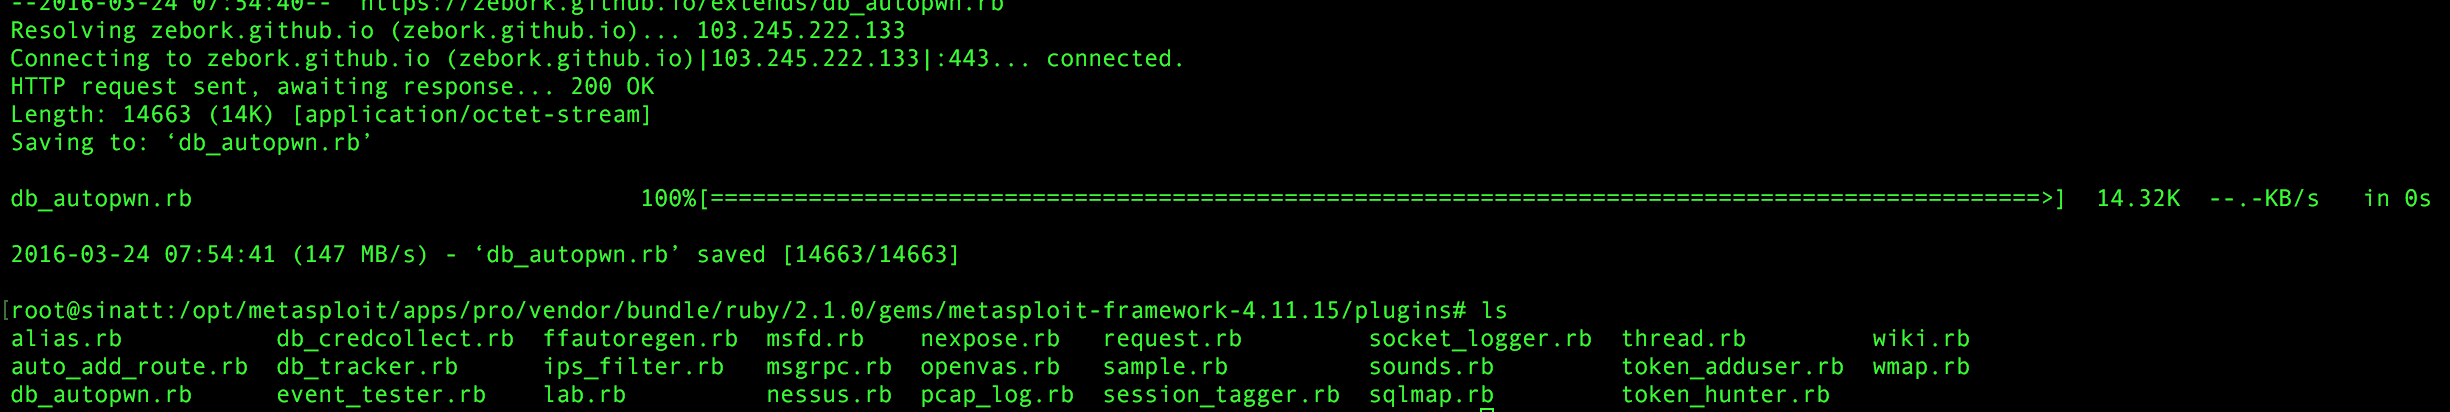 --2016-03-24 07:54:40--  https://zebork.github.io/extends/db_autopwn.rb
Resolving zebork.github.io (zebork.github.io)... 103.245.222.133
Connecting to zebork.github.io (zebork.github.io)|103.245.222.133|:443... connected.
HTTP request sent, awaiting response... 200 OK
Length: 14663 (14K) [application/octet-stream]
Saving to: ‘db_autopwn.rb’
db_autopwn.rb 100%[===============================================================================================>] 14.32K --.-KB/s in 0s
2016-03-24 07:54:41 (147 MB/s) - ‘db_autopwn.rb’ saved [14663/14663]
[root@sinatt:/opt/metasploit/apps/pro/vendor/bundle/ruby/2.1.0/gems/metasploit-framework-4.11.15/plugins# ls
alias.rb db_credcollect.rb ffautoregen.rb msfd.rb nexpose.rb request.rb socket_logger.rb thread.rb wiki.rb
auto_add_route.rb db_tracker.rb ips_filter.rb msgrpc.rb openvas.rb sample.rb sounds.rb token_adduser.rb wmap.rb
db_autopwn.rb event_tester.rb lab.rb nessus.rb pcap_log.rb session_tagger.rb sqlmap.rb token_hunter.rb